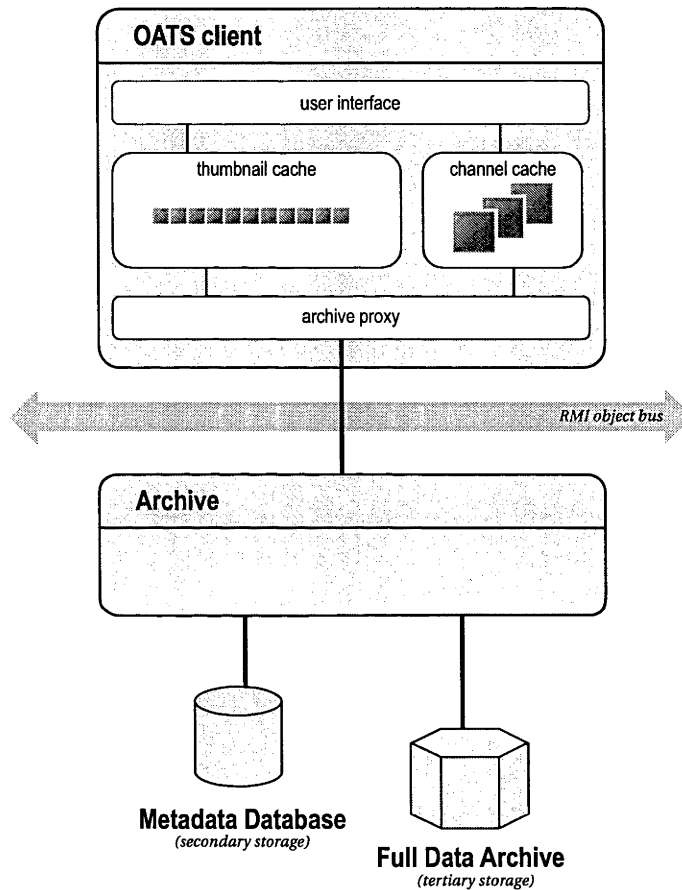 OATS client
user interface
thumbnail cache
channel cache
archive proxy
RMI object bus
Archive
Metadata Database
(secondary storage)
Full Data Archive
(tertiary storage)